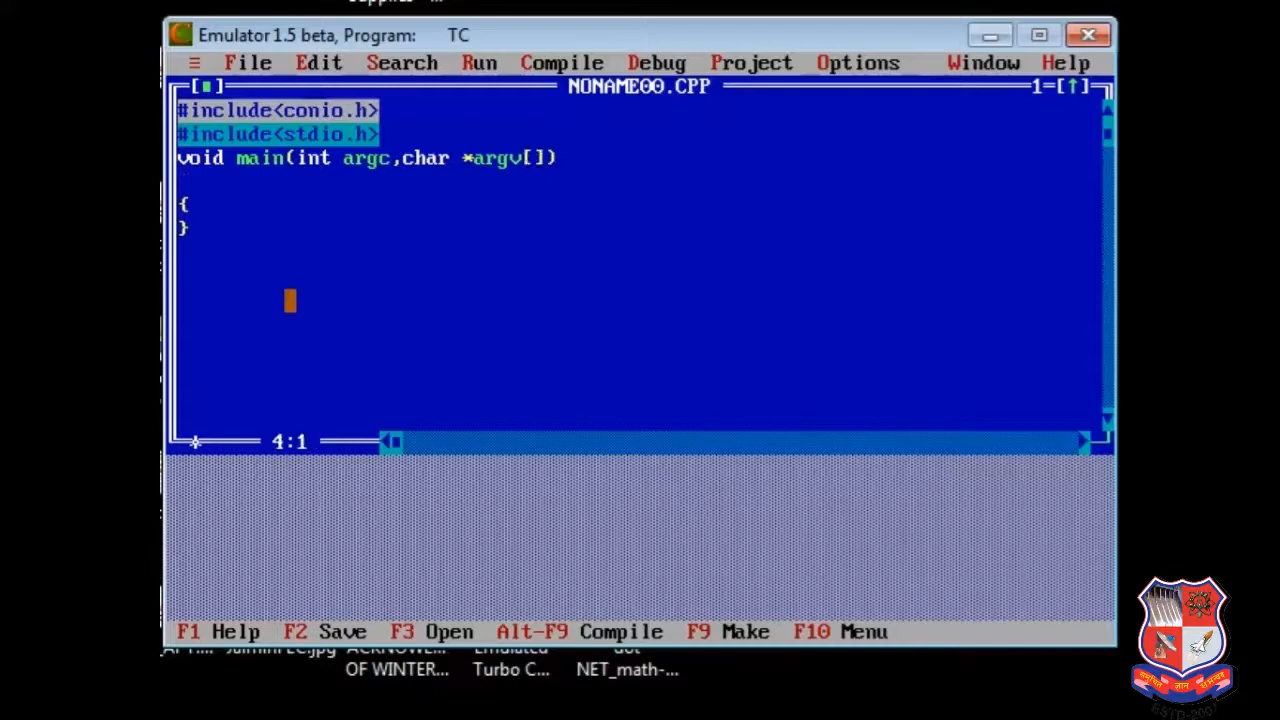 Emulator 1.5 beta, Program: TC
≡ File Edit Search Run Compile Debug Project Options Window Help
[■] NONAME00.CPP 1=[↑]
#include<conio.h>
#include<stdio.h>
void main(int argc,char *argv[])
{
}
4:1
F1 Help F2 Save F3 Open Alt-F9 Compile F9 Make F10 Menu
OF WINTER... Turbo C... NET_math-...
ESTD-2007